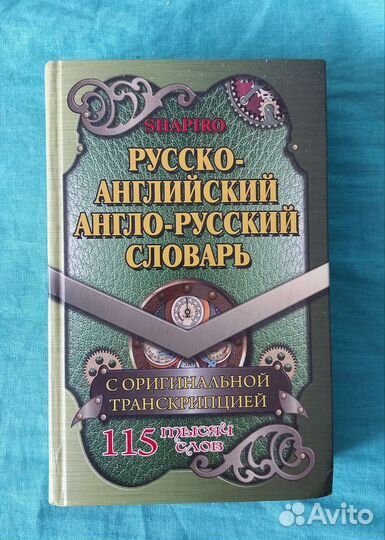 SHAPIRO
РУССКО-
АНГЛИЙСКИЙ
АНГЛО-РУССКИЙ
СЛОВАРЬ
С ОРИГИНАЛЬНОЙ
ТРАНСКРИПЦИЕЙ
115 ТЫСЯЧ
СЛОВ
Avito